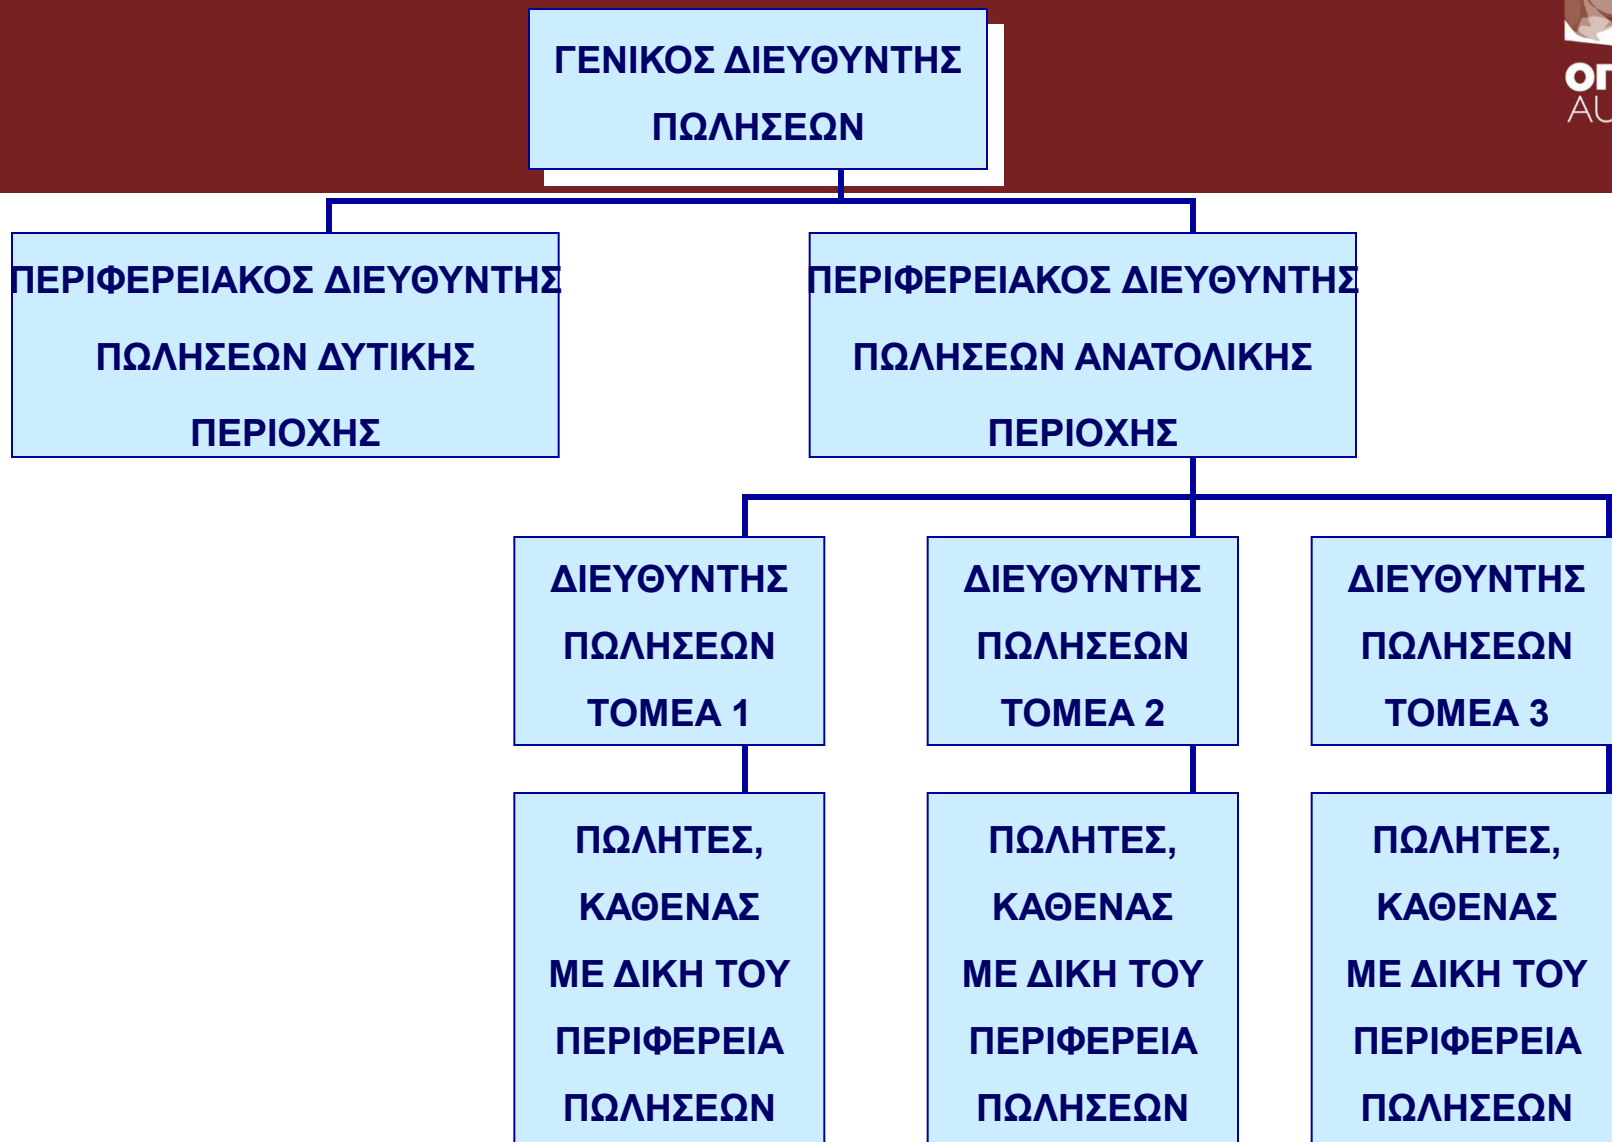 ΓΕΝΙΚΟΣ ΔΙΕΥΘΥΝΤΗΣ
ΠΩΛΗΣΕΩΝ
ΠΕΡΙΦΕΡΕΙΑΚΟΣ ΔΙΕΥΘΥΝΤΗΣ
ΠΩΛΗΣΕΩΝ ΔΥΤΙΚΗΣ
ΠΕΡΙΟΧΗΣ
ΠΕΡΙΦΕΡΕΙΑΚΟΣ ΔΙΕΥΘΥΝΤΗΣ
ΠΩΛΗΣΕΩΝ ΑΝΑΤΟΛΙΚΗΣ
ΠΕΡΙΟΧΗΣ
ΔΙΕΥΘΥΝΤΗΣ
ΠΩΛΗΣΕΩΝ
ΤΟΜΕΑ 1
ΔΙΕΥΘΥΝΤΗΣ
ΠΩΛΗΣΕΩΝ
ΤΟΜΕΑ 2
ΔΙΕΥΘΥΝΤΗΣ
ΠΩΛΗΣΕΩΝ
ΤΟΜΕΑ 3
ΠΩΛΗΤΕΣ,
ΚΑΘΕΝΑΣ
ΜΕ ΔΙΚΗ ΤΟΥ
ΠΕΡΙΦΕΡΕΙΑ
ΠΩΛΗΣΕΩΝ
ΠΩΛΗΤΕΣ,
ΚΑΘΕΝΑΣ
ΜΕ ΔΙΚΗ ΤΟΥ
ΠΕΡΙΦΕΡΕΙΑ
ΠΩΛΗΣΕΩΝ
ΠΩΛΗΤΕΣ,
ΚΑΘΕΝΑΣ
ΜΕ ΔΙΚΗ ΤΟΥ
ΠΕΡΙΦΕΡΕΙΑ
ΠΩΛΗΣΕΩΝ